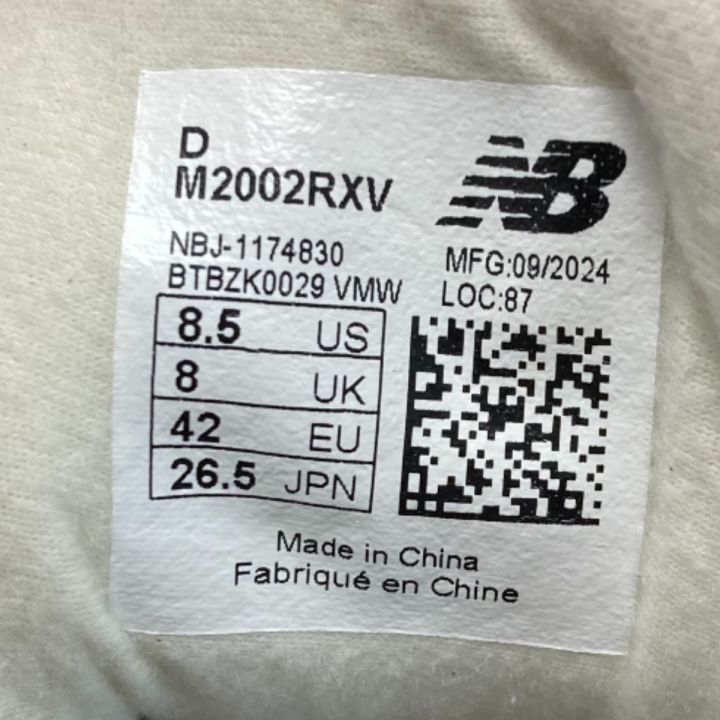 D
M2002RXV
NB
NBJ-1174830
BTBZK0029 VMW
MFG:09/2024
LOC:87
8.5 US
8 UK
42 EU
26.5 JPN
Made in China
Fabriqué en Chine